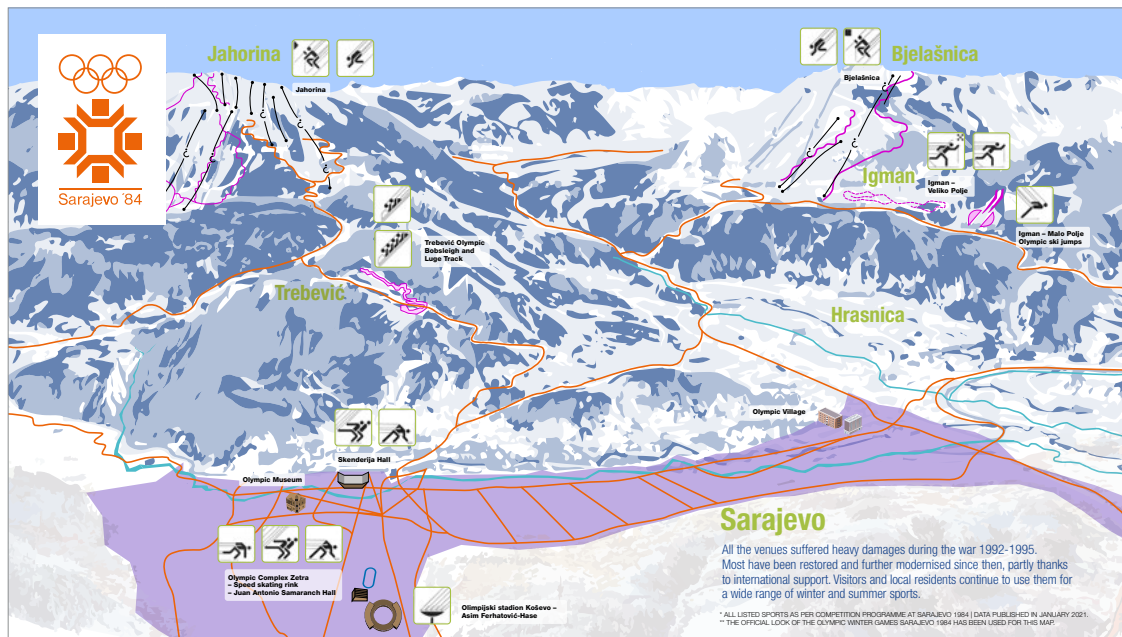 Jahorina
Jahorina
Bjelašnica
Bjelašnica
Sarajevo ´84
Igman
Igman –
Veliko Polje
Igman – Malo Polje
Olympic ski jumps
Trebević Olympic
Bobsleigh and
Luge Track
Trebević
Hrasnica
Olympic Village
Skenderija Hall
Olympic Museum
Olympic Complex Zetra
– Speed skating rink
– Juan Antonio Samaranch Hall
Olimpijski stadion Koševo –
Asim Ferhatović-Hase
Sarajevo
All the venues suffered heavy damages during the war 1992-1995.
Most have been restored and further modernised since then, partly thanks
to international support. Visitors and local residents continue to use them for
a wide range of winter and summer sports.
* ALL LISTED SPORTS AS PER COMPETITION PROGRAMME AT SARAJEVO 1984 | DATA PUBLISHED IN JANUARY 2021.
** THE OFFICIAL LOOK OF THE OLYMPIC WINTER GAMES SARAJEVO 1984 HAS BEEN USED FOR THIS MAP.